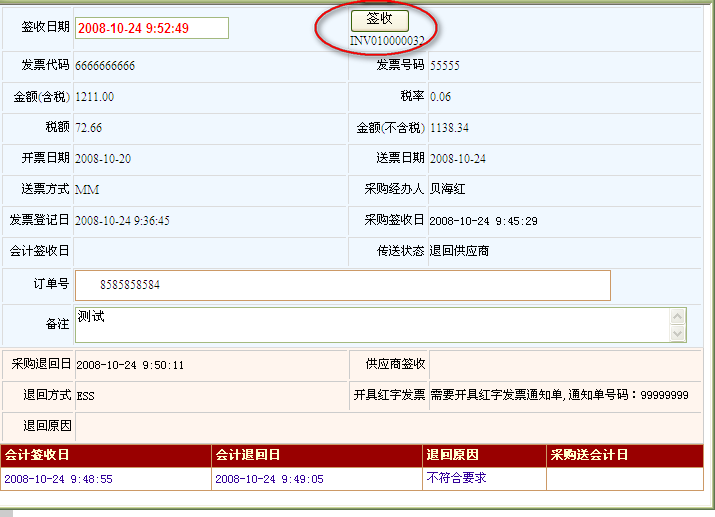 签收日期 2008-10-24 9:52:49 签收
INV010000032
发票代码 6666666666 发票号码 55555
金额(含税) 1211.00 税率 0.06
税额 72.66 金额(不含税) 1138.34
开票日期 2008-10-20 送票日期 2008-10-24
送票方式 MM 采购经办人 贝海红
发票登记日 2008-10-24 9:36:45 采购签收日 2008-10-24 9:45:29
会计签收日 传送状态 退回供应商
订单号 8585858584
备注 测试
采购退回日 2008-10-24 9:50:11 供应商签收
退回方式 ESS 开具红字发票 需要开具红字发票通知单,通知单号码：99999999
退回原因
会计签收日 会计退回日 退回原因 采购送会计日
2008-10-24 9:48:55 2008-10-24 9:49:05 不符合要求